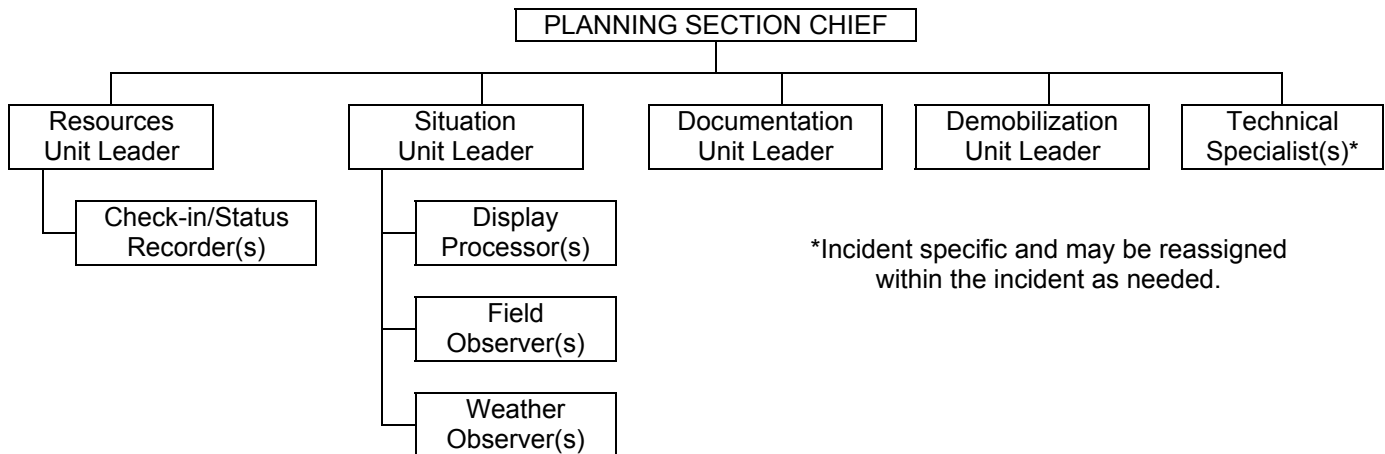 PLANNING SECTION CHIEF
Resources
Unit Leader
Situation
Unit Leader
Documentation
Unit Leader
Demobilization
Unit Leader
Technical
Specialist(s)*
Check-in/Status
Recorder(s)
Display
Processor(s)
*Incident specific and may be reassigned
within the incident as needed.
Field
Observer(s)
Weather
Observer(s)